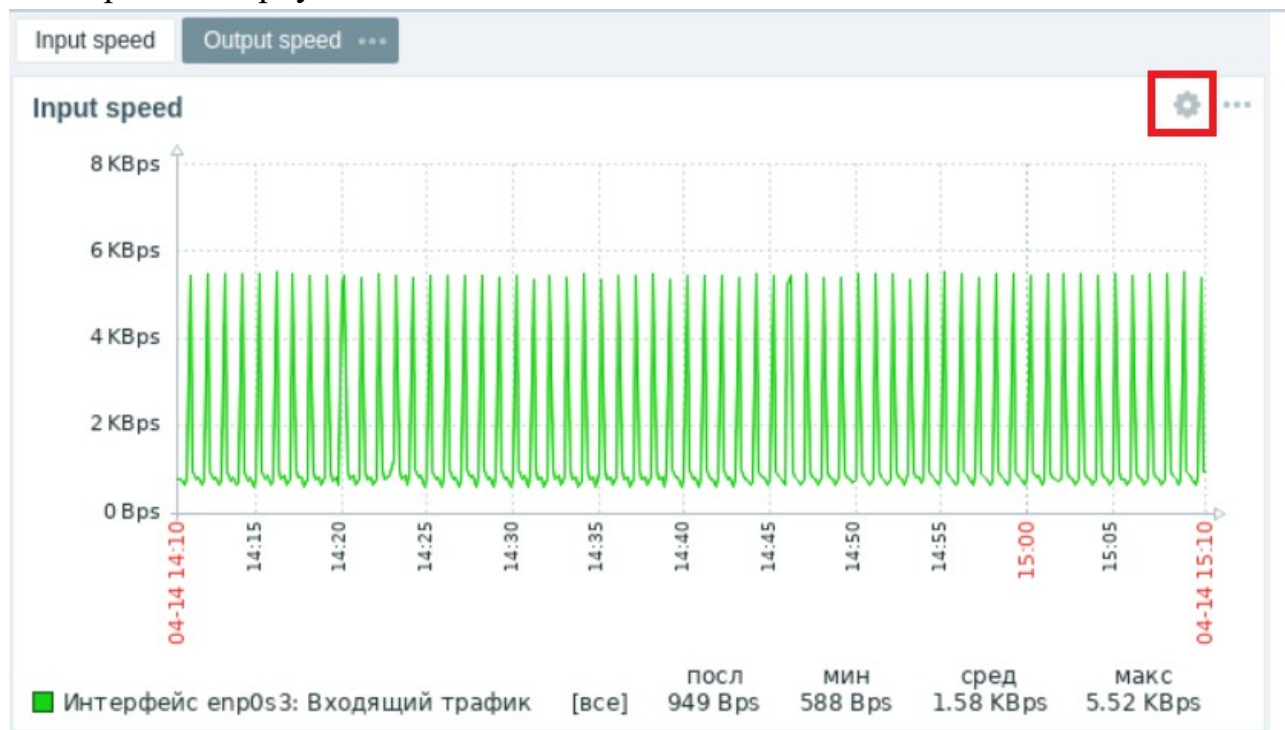 Input speed Output speed •••
Input speed •••
8 KBps
6 KBps
4 KBps
2 KBps
0 Bps
04-14 14:10 14:15 14:20 14:25 14:30 14:35 14:40 14:45 14:50 14:55 15:00 15:05 04-14 15:10
посл мин сред макс
Интерфейс enp0s3: Входящий трафик [все] 949 Bps 588 Bps 1.58 KBps 5.52 KBps